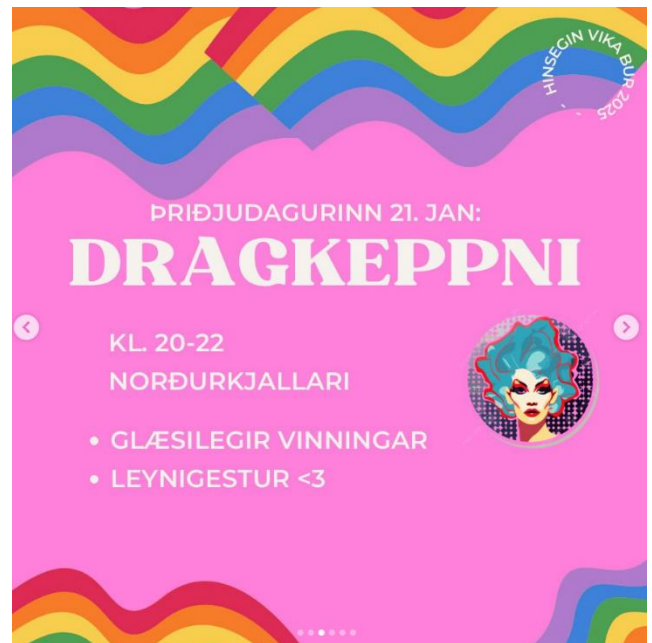 HINSEGIN VIKA BUR 2025
ÞRIÐJUDAGURINN 21. JAN:
DRAGKEPPNI
KL. 20-22
NORÐURKJALLARI
• GLÆSILEGIR VINNINGAR
• LEYNIGESTUR <3